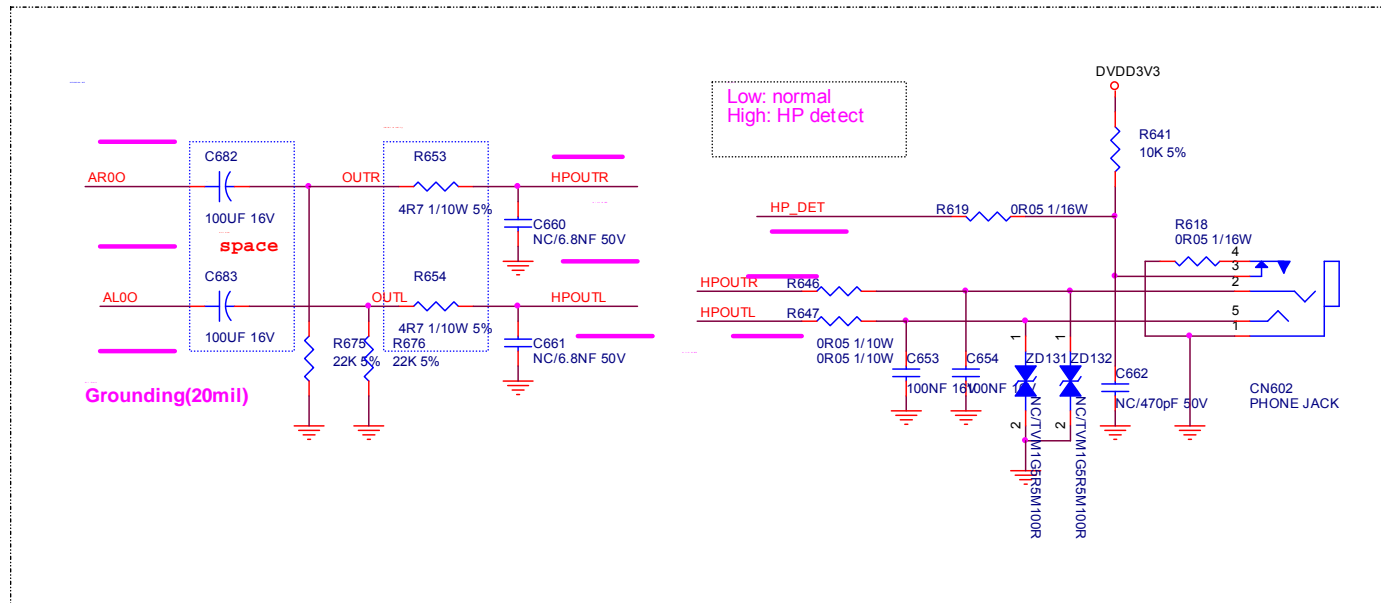 DVDD3V3
Low: normal
High: HP detect
R641
10K 5%
C682
R653
AR0O
OUTR
HPOUTR
100UF 16V
4R7 1/10W 5%
C660
NC/6.8NF 50V
space
HP_DET
R619
0R05 1/16W
R618
0R05 1/16W
4
3
2
5
1
C683
R654
AL0O
OUTL
HPOUTL
100UF 16V
4R7 1/10W 5%
C661
NC/6.8NF 50V
HPOUTR
R646
HPOUTL
R647
0R05 1/10W
0R05 1/10W
R675
22K 5%
R676
22K 5%
C653
100NF 16V
C654
100NF 16V
1
ZD131
1
ZD132
C662
NC/470pF 50V
2
NC/TVM1G5R5M100R
2
NC/TVM1G5R5M100R
CN602
PHONE JACK
Grounding(20mil)